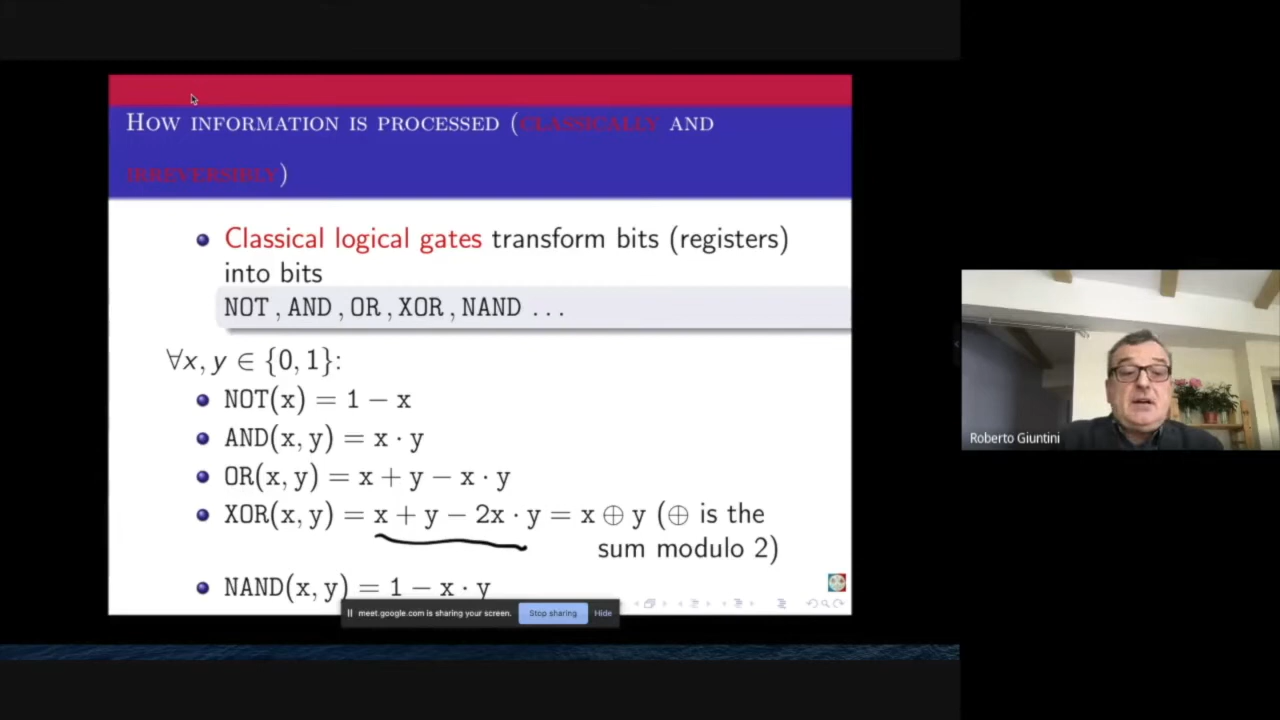 HOW INFORMATION IS PROCESSED (CLASSICALLY AND
IRREVERSIBLY)
Classical logical gates transform bits (registers)
into bits
NOT , AND , OR , XOR , NAND ...
∀x, y ∈ {0, 1}:
NOT(x) = 1 − x
AND(x, y) = x · y
OR(x, y) = x + y − x · y
XOR(x, y) = x + y − 2x · y = x ⊕ y (⊕ is the
sum modulo 2)
NAND(x, y) = 1 − x · y
meet.google.com is sharing your screen. Stop sharing Hide
Roberto Giuntini